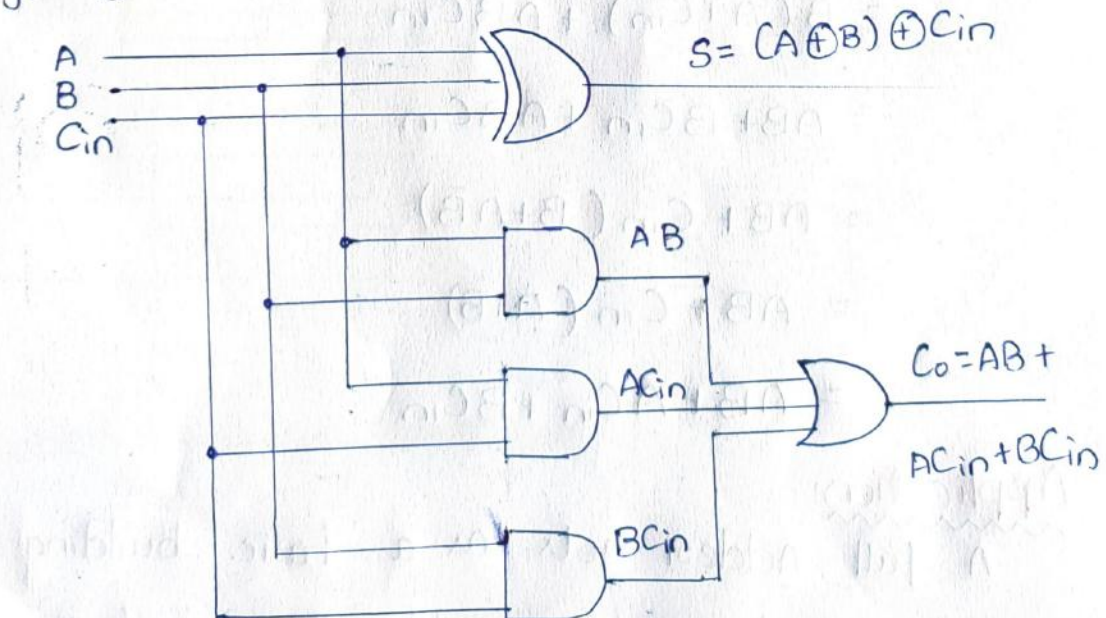 A
B
Cin
S= (A⊕B)⊕Cin
AB
ACin
BCin
Co=AB+
ACin+BCin